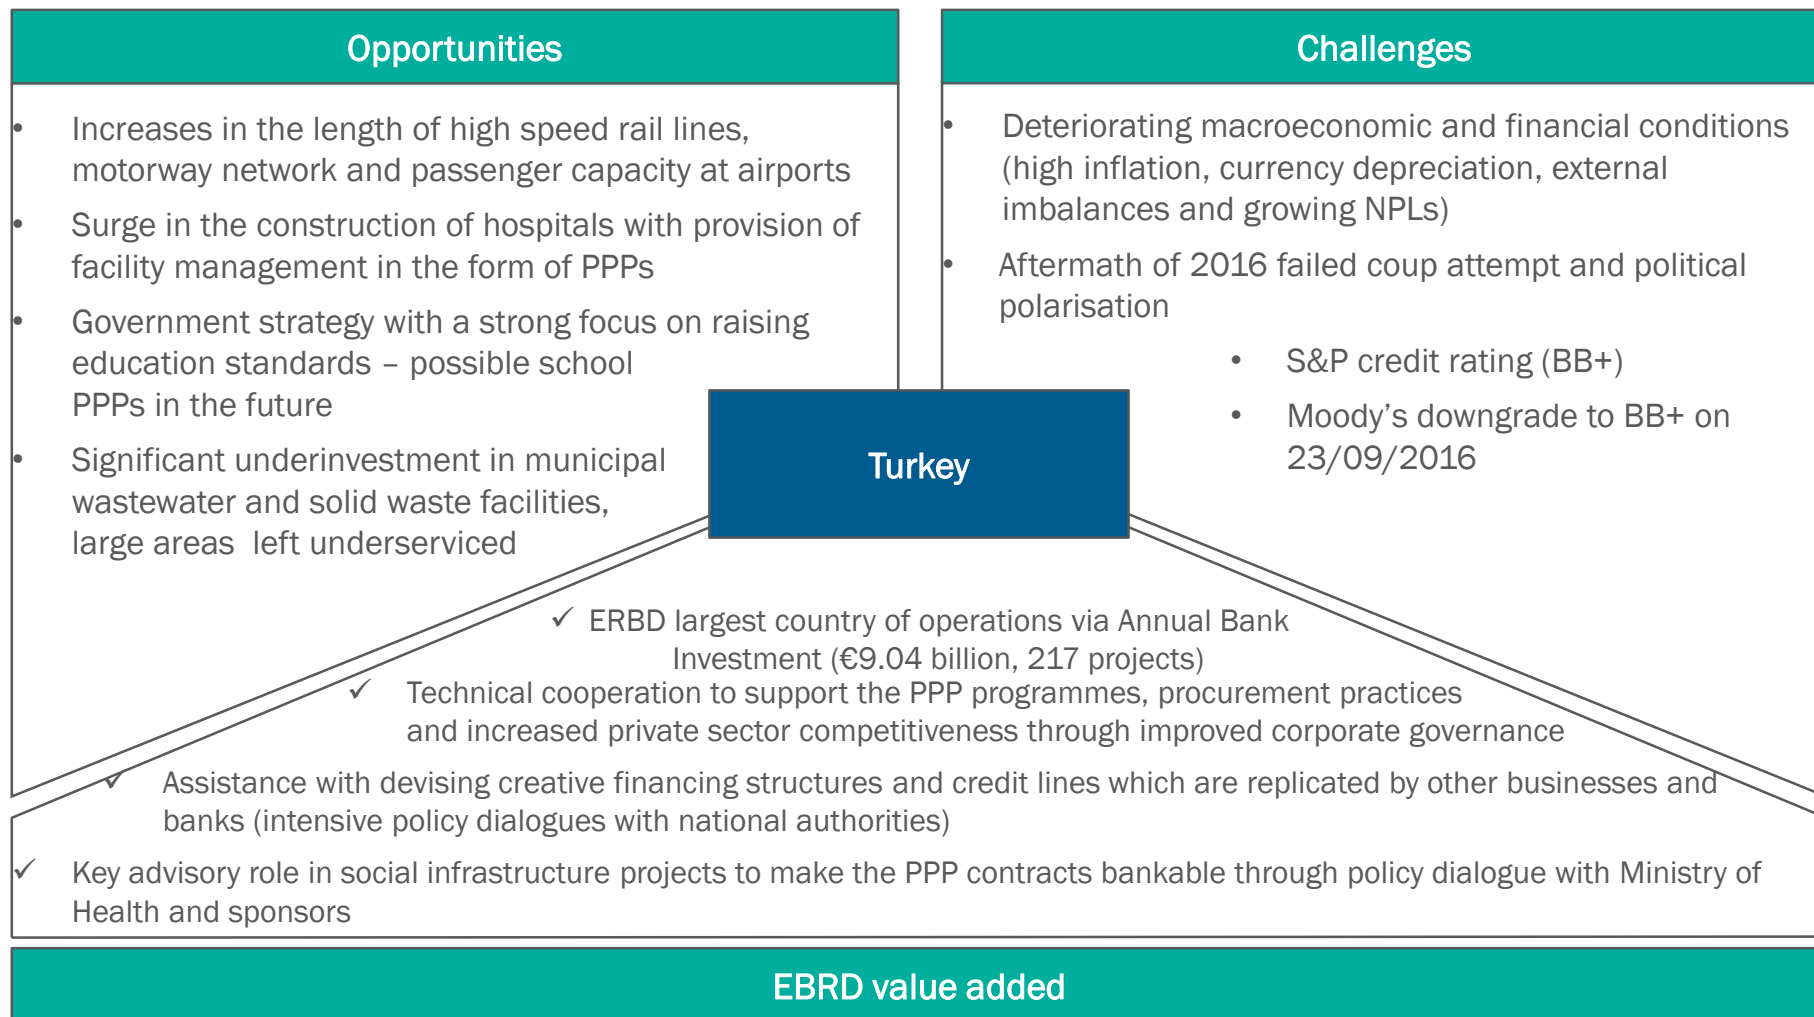 Opportunities
• Increases in the length of high speed rail lines,
motorway network and passenger capacity at airports
• Surge in the construction of hospitals with provision of
facility management in the form of PPPs
• Government strategy with a strong focus on raising
education standards – possible school
PPPs in the future
• Significant underinvestment in municipal
wastewater and solid waste facilities,
large areas left underserviced
Challenges
• Deteriorating macroeconomic and financial conditions
(high inflation, currency depreciation, external
imbalances and growing NPLs)
• Aftermath of 2016 failed coup attempt and political
polarisation
• S&P credit rating (BB+)
• Moody's downgrade to BB+ on
23/09/2016
Turkey
✓ ERBD largest country of operations via Annual Bank
Investment (€9.04 billion, 217 projects)
✓ Technical cooperation to support the PPP programmes, procurement practices
and increased private sector competitiveness through improved corporate governance
✓ Assistance with devising creative financing structures and credit lines which are replicated by other businesses and
banks (intensive policy dialogues with national authorities)
✓ Key advisory role in social infrastructure projects to make the PPP contracts bankable through policy dialogue with Ministry of
Health and sponsors
EBRD value added